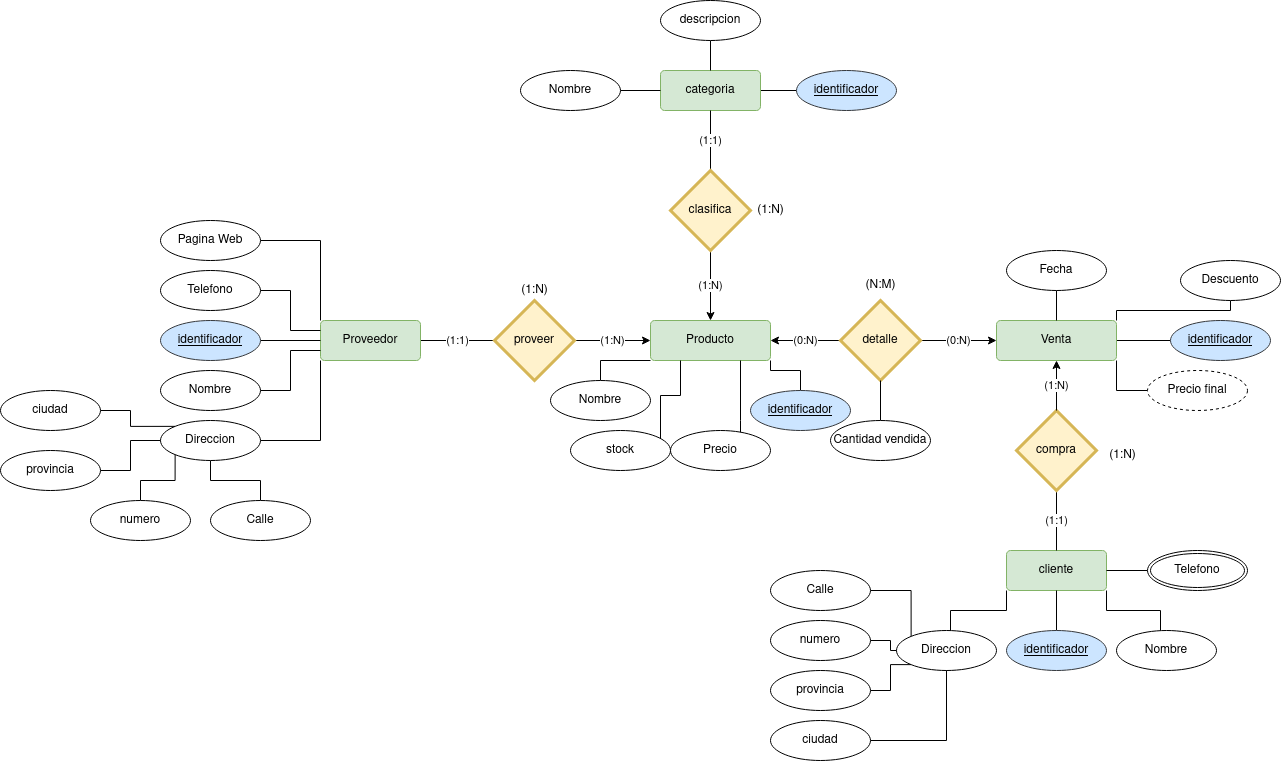 descripcion
Nombre
categoria
identificador
(1:1)
clasifica
(1:N)
(1:N)
Pagina Web
Telefono
identificador
Nombre
Direccion
ciudad
provincia
numero
Calle
Proveedor
(1:1)
(1:N)
proveer
(1:N)
Producto
Nombre
stock
Precio
identificador
(0:N)
(N:M)
detalle
Cantidad vendida
(0:N)
Fecha
Descuento
Venta
identificador
Precio final
(1:N)
compra
(1:N)
(1:1)
cliente
Telefono
Calle
numero
Direccion
identificador
Nombre
provincia
ciudad